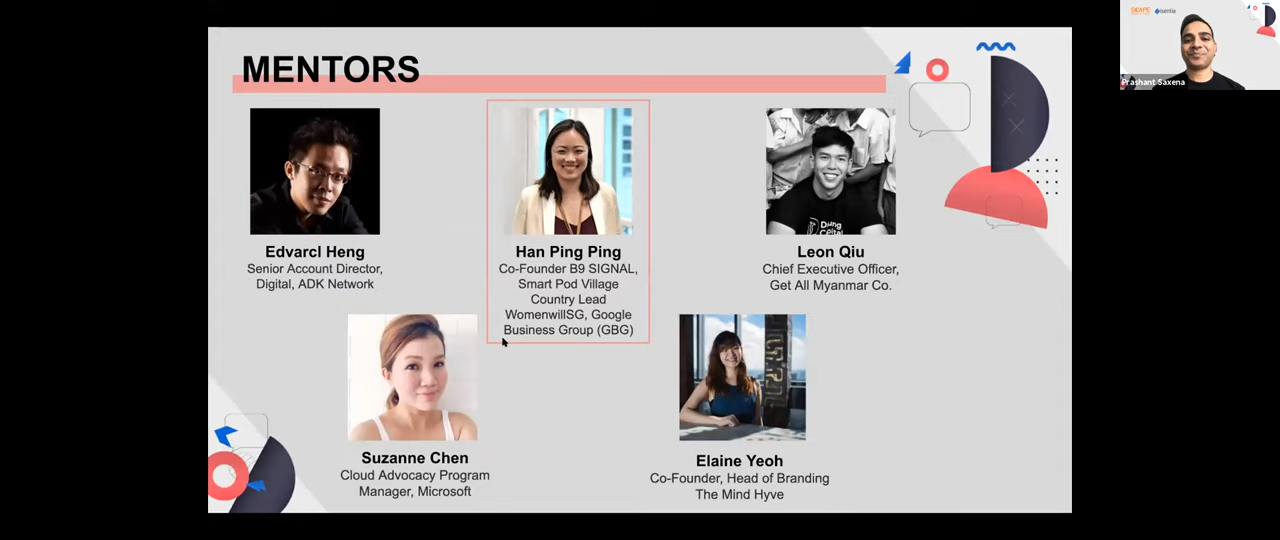 MENTORS
Edvarcl Heng
Senior Account Director,
Digital, ADK Network
Han Ping Ping
Co-Founder B9 SIGNAL,
Smart Pod Village
Country Lead
WomenwillSG, Google
Business Group (GBG)
Leon Qiu
Chief Executive Officer,
Get All Myanmar Co.
Suzanne Chen
Cloud Advocacy Program
Manager, Microsoft
Elaine Yeoh
Co-Founder, Head of Branding
The Mind Hyve
SCAPE
isentia
Prashant Saxena